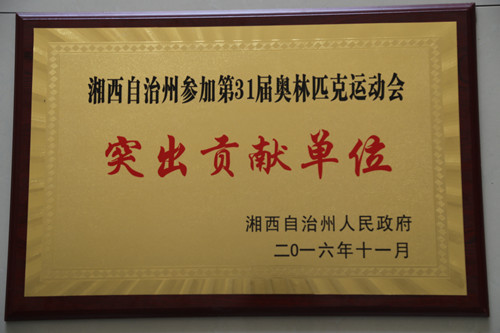 湘西自治州参加第31届奥林匹克运动会
突出贡献单位
湘西自治州人民政府
二〇一六年十一月